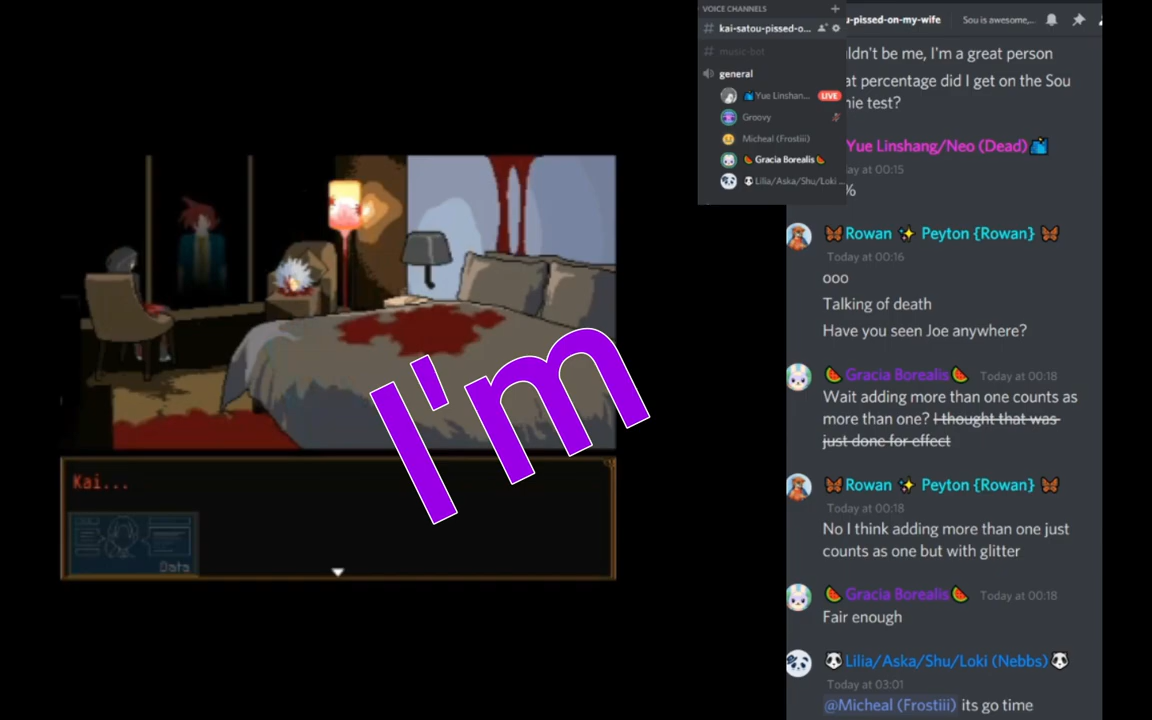 VOICE CHANNELS
kai-satou-pissed-o...
music-bot
general
Yue Linshan... LIVE
Groovy
Micheal (Frostiii)
Gracia Borealis
Lilia/Aska/Shu/Loki ...
Kai...
Data
I'm
u-pissed-on-my-wife Sou is awesome,...
ldn't be me, I'm a great person
at percentage did I get on the Sou
nie test?
Yue Linshang/Neo (Dead)
ay at 00:15
%
Rowan Peyton {Rowan}
Today at 00:16
ooo
Talking of death
Have you seen Joe anywhere?
Gracia Borealis Today at 00:18
Wait adding more than one counts as
more than one? I thought that was
just done for effect
Rowan Peyton {Rowan}
Today at 00:18
No I think adding more than one just
counts as one but with glitter
Gracia Borealis Today at 00:18
Fair enough
Lilia/Aska/Shu/Loki (Nebbs)
Today at 03:01
@Micheal (Frostiii) its go time